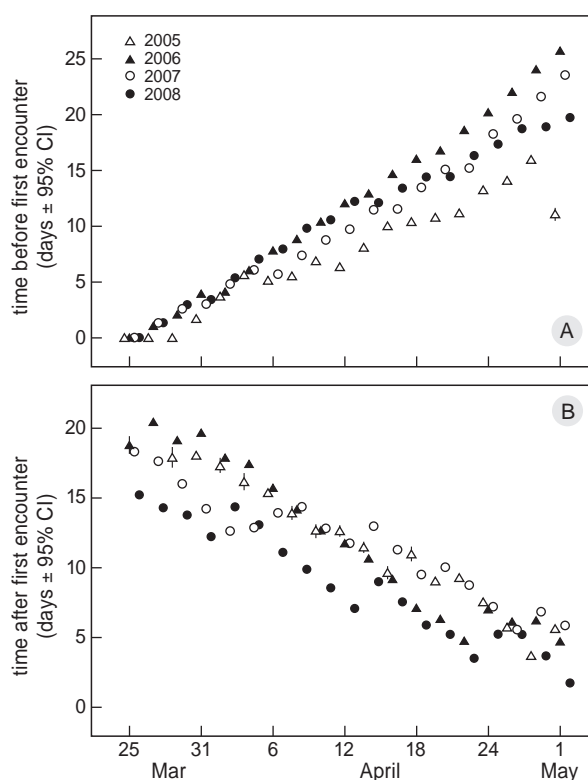 25
20
15
10
5
0
time before first encounter
(days ± 95% CI)
2005
2006
2007
2008
A
20
15
10
5
0
time after first encounter
(days ± 95% CI)
B
25 31 6 12 18 24 1
Mar April May